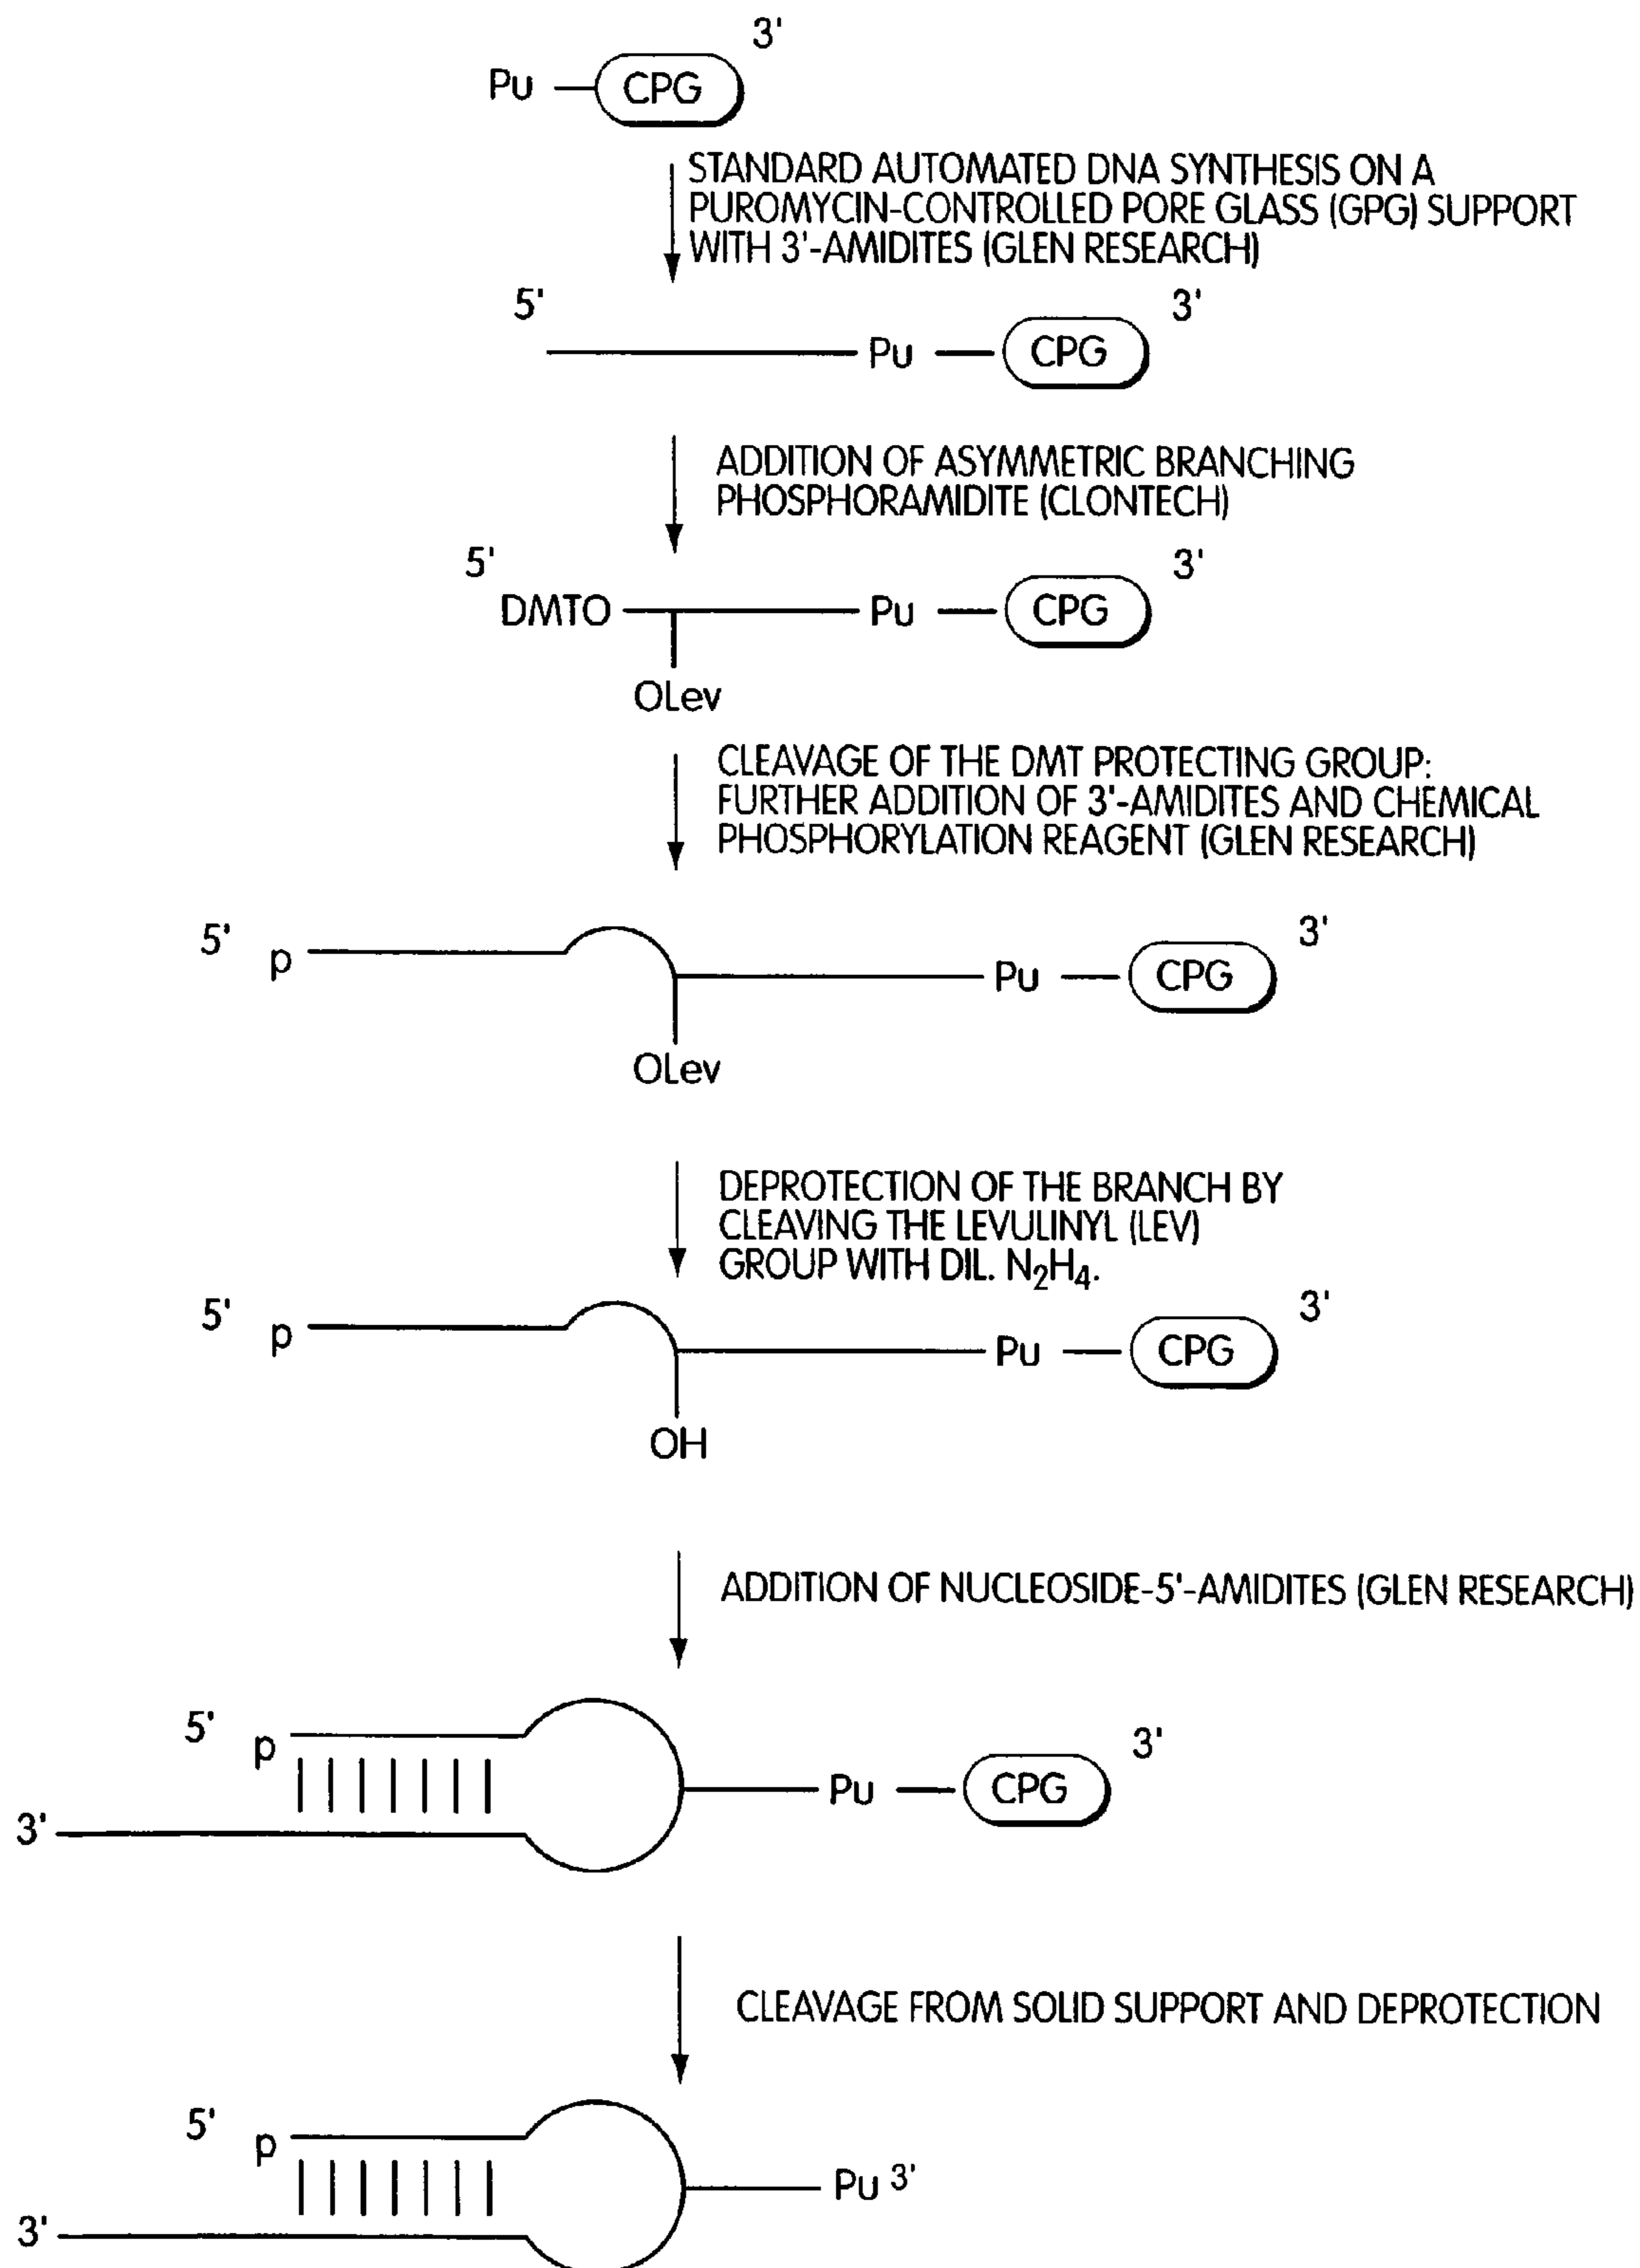 3'
Pu CPG
STANDARD AUTOMATED DNA SYNTHESIS ON A
PUROMYCIN-CONTROLLED PORE GLASS (GPG) SUPPORT
WITH 3'-AMIDITES (GLEN RESEARCH)
5' 3'
Pu CPG
ADDITION OF ASYMMETRIC BRANCHING
PHOSPHORAMIDITE (CLONTECH)
5' 3'
DMTO Pu CPG
OLev
CLEAVAGE OF THE DMT PROTECTING GROUP:
FURTHER ADDITION OF 3'-AMIDITES AND CHEMICAL
PHOSPHORYLATION REAGENT (GLEN RESEARCH)
5' 3'
p Pu CPG
OLev
DEPROTECTION OF THE BRANCH BY
CLEAVING THE LEVULINYL (LEV)
GROUP WITH DIL. N₂H₄.
5' 3'
p Pu CPG
OH
ADDITION OF NUCLEOSIDE-5'-AMIDITES (GLEN RESEARCH)
5' 3'
p Pu CPG
3'
CLEAVAGE FROM SOLID SUPPORT AND DEPROTECTION
5'
p Pu 3'
3'